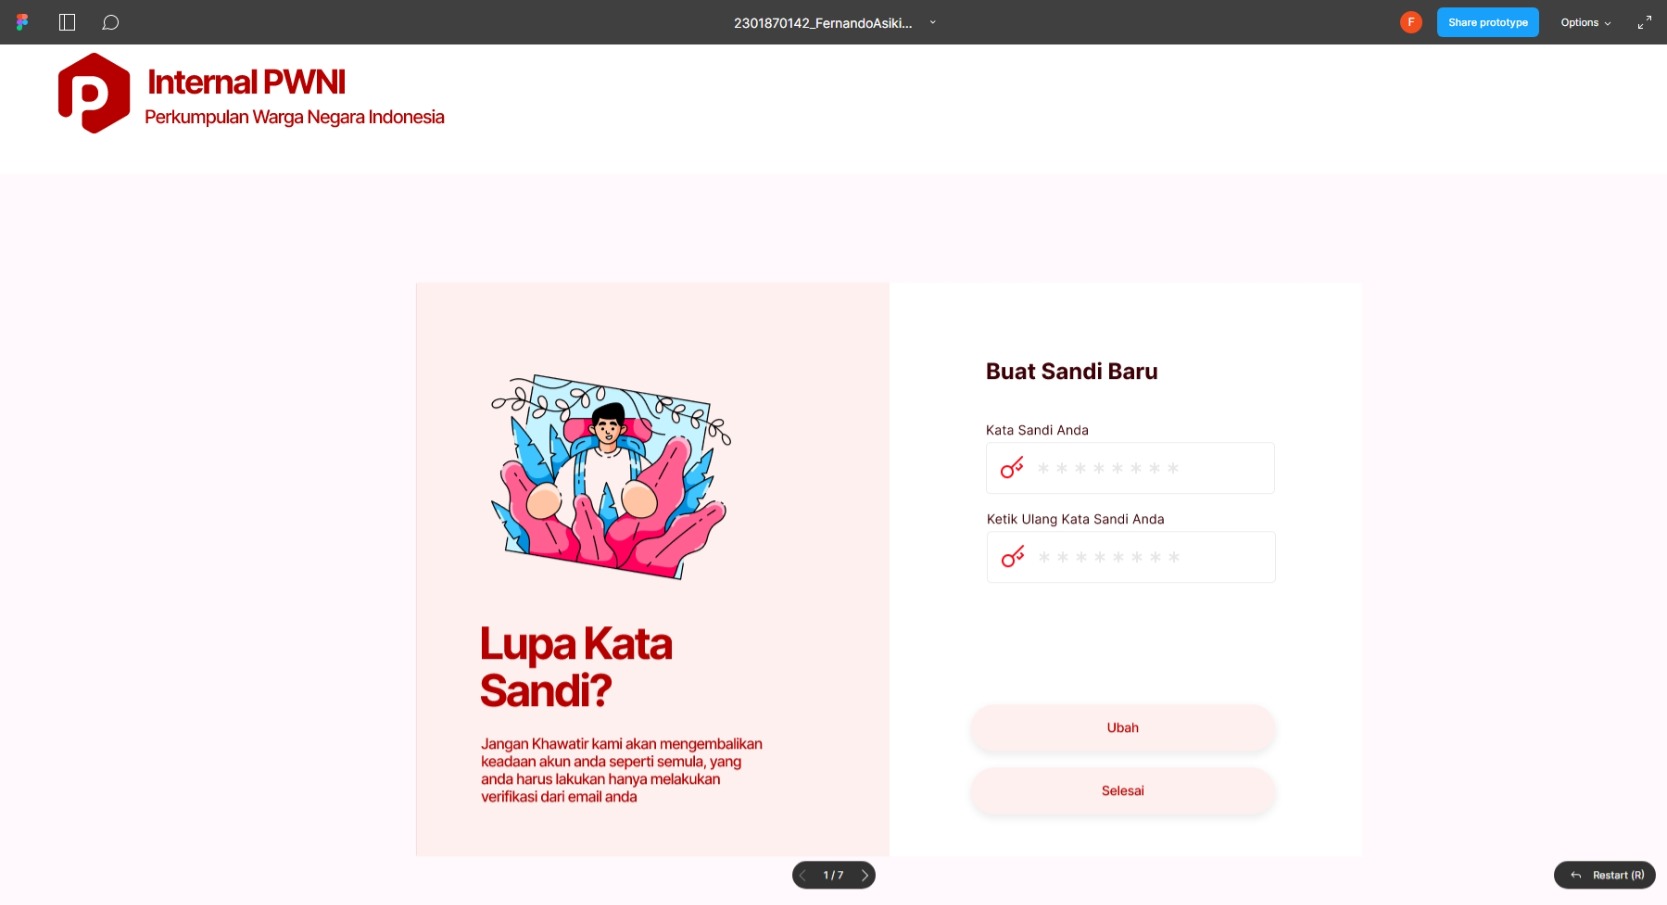 2301870142_FernandoAsiki...
F
Share prototype
Options
Internal PWNI
Perkumpulan Warga Negara Indonesia
Lupa Kata
Sandi?
Jangan Khawatir kami akan mengembalikan
keadaan akun anda seperti semula, yang
anda harus lakukan hanya melakukan
verifikasi dari email anda
Buat Sandi Baru
Kata Sandi Anda
* * * * * * * *
Ketik Ulang Kata Sandi Anda
* * * * * * * *
Ubah
Selesai
1 / 7
Restart (R)